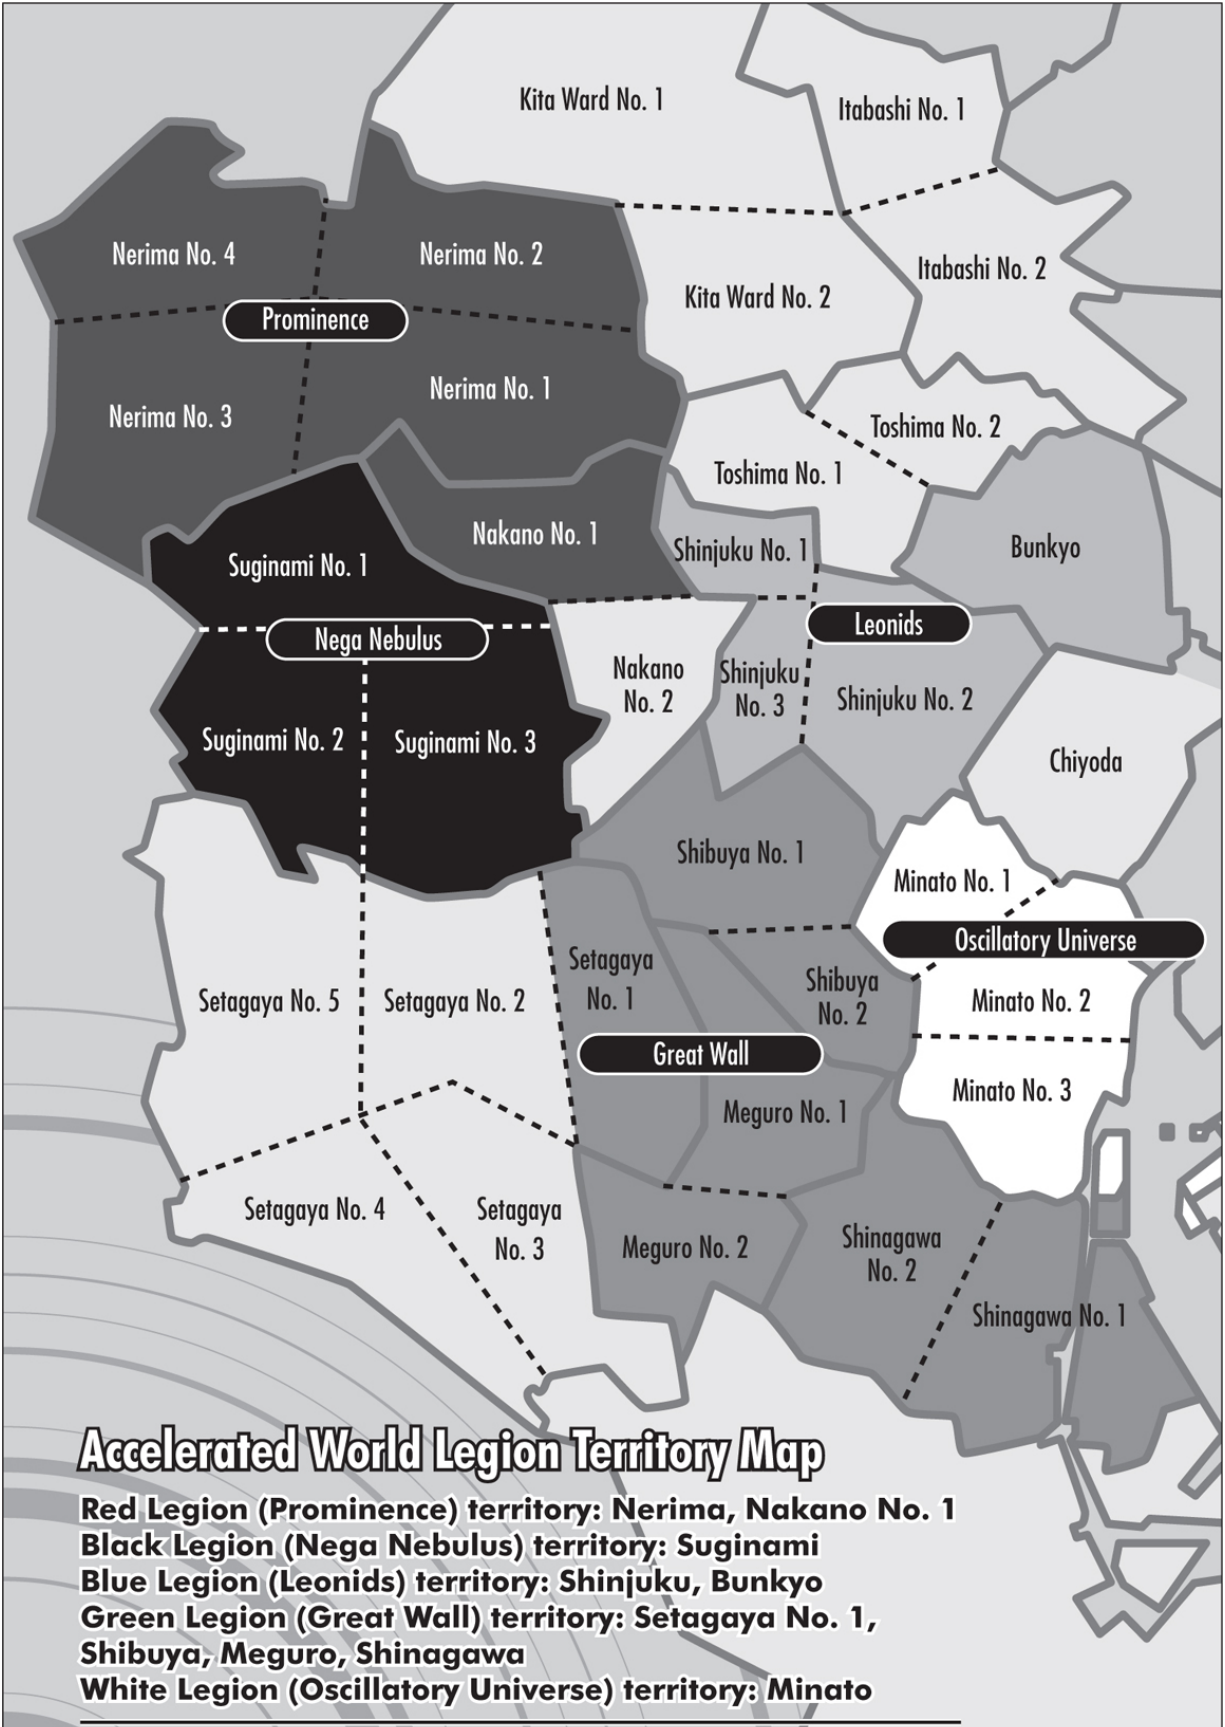 Kita Ward No. 1
Itabashi No. 1
Nerima No. 4
Nerima No. 2
Itabashi No. 2
Kita Ward No. 2
Prominence
Nerima No. 1
Nerima No. 3
Toshima No. 2
Toshima No. 1
Nakano No. 1
Shinjuku No. 1
Bunkyo
Suginami No. 1
Leonids
Nega Nebulus
Nakano
No. 2
Shinjuku
No. 3
Shinjuku No. 2
Suginami No. 2
Suginami No. 3
Chiyoda
Shibuya No. 1
Minato No. 1
Oscillatory Universe
Setagaya
No. 1
Shibuya
No. 2
Setagaya No. 5
Setagaya No. 2
Minato No. 2
Great Wall
Minato No. 3
Meguro No. 1
Setagaya No. 4
Setagaya
No. 3
Meguro No. 2
Shinagawa
No. 2
Shinagawa No. 1
Accelerated World Legion Territory Map
Red Legion (Prominence) territory: Nerima, Nakano No. 1
Black Legion (Nega Nebulus) territory: Suginami
Blue Legion (Leonids) territory: Shinjuku, Bunkyo
Green Legion (Great Wall) territory: Setagaya No. 1,
Shibuya, Meguro, Shinagawa
White Legion (Oscillatory Universe) territory: Minato